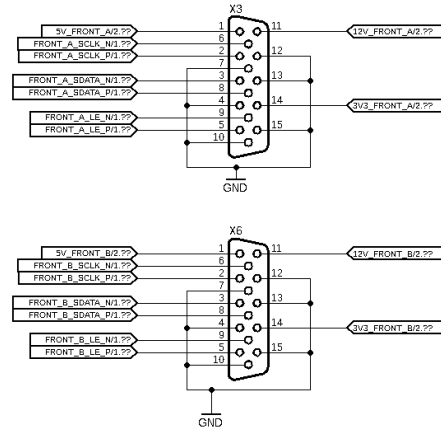 X3
5V_FRONT_A/2.?? 1 11 12V_FRONT_A/2.??
FRONT_A_SCLK_N/1.?? 6
FRONT_A_SCLK_P/1.?? 2 12
7
FRONT_A_SDATA_N/1.?? 3 13
FRONT_A_SDATA_P/1.?? 8
4 14 3V3_FRONT_A/2.??
FRONT_A_LE_N/1.?? 9
FRONT_A_LE_P/1.?? 5 15
10
GND
X6
5V_FRONT_B/2.?? 1 11 12V_FRONT_B/2.??
FRONT_B_SCLK_N/1.?? 6
FRONT_B_SCLK_P/1.?? 2 12
7
FRONT_B_SDATA_N/1.?? 3 13
FRONT_B_SDATA_P/1.?? 8
4 14 3V3_FRONT_B/2.??
FRONT_B_LE_N/1.?? 9
FRONT_B_LE_P/1.?? 5 15
10
GND